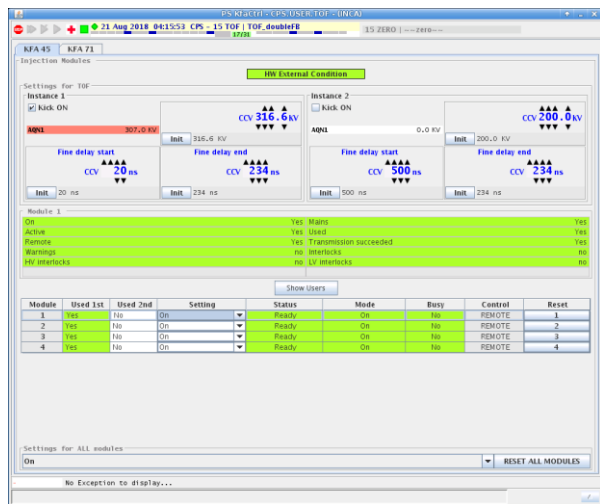 PS KfaCtrl - CPS.USER.TOF - (INCA)
21 Aug 2018 04:15:53 CPS - 15 TOF | TOF_doubleFB
17/31
15 ZERO | --zero--
KFA 45 KFA 71
Injection Modules
HW External Condition
Settings for TOF
Instance 1
Kick ON
CCV 316.6 KV
AQN1 307.0 KV
Init 316.6 KV
Fine delay start Fine delay end
CCV 20 ns CCV 234 ns
Init 20 ns Init 234 ns
Instance 2
Kick ON
CCV 200.0 KV
AQN1 0.0 KV
Init 200.0 KV
Fine delay start Fine delay end
CCV 500 ns CCV 234 ns
Init 500 ns Init 234 ns
Module 1
On Yes Mains Yes
Active Yes Used Yes
Remote Yes Transmission succeeded Yes
Warnings no Interlocks no
HV interlocks no LV interlocks no
Show Users
Module Used 1st Used 2nd Setting Status Mode Busy Control Reset
1 Yes No On Ready On No REMOTE 1
2 Yes No On Ready On No REMOTE 2
3 Yes No On Ready On No REMOTE 3
4 Yes No On Ready On No REMOTE 4
Settings for ALL modules
On RESET ALL MODULES
- No Exception to display...